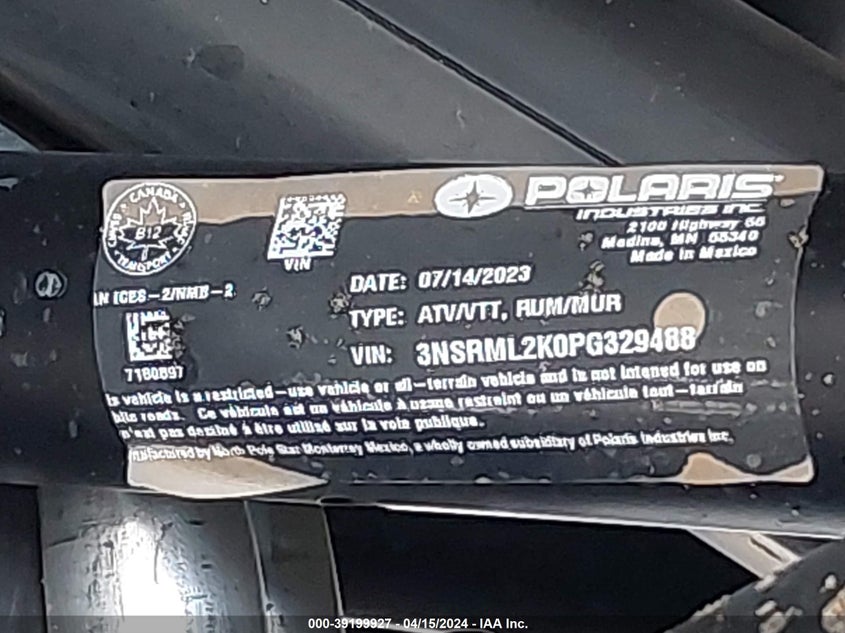 CANADA
B12
TRANSPORT
POLARIS
INDUSTRIES INC.
2100 Highway 55
Medina, MN 55340
Made in Mexico
VIN
DATE: 07/14/2023
N ICES-2/NMB-2
TYPE: ATV/VTT, RUM/MUR
VIN: 3NSRML2K0PG329488
7180897
is vehicle is a restricted-use vehicle or all-terrain vehicle and is not intended for use on
blic roads. Ce véhicule est un véhicule à usage restreint ou un véhicule tout-terrain
n'est pas destiné à être utilisé sur la voie publique.
nufactured by North Pole Star Monterrey Mexico, a wholly owned subsidiary of Polaris Industries Inc.
000-39199927 - 04/15/2024 - IAA Inc.